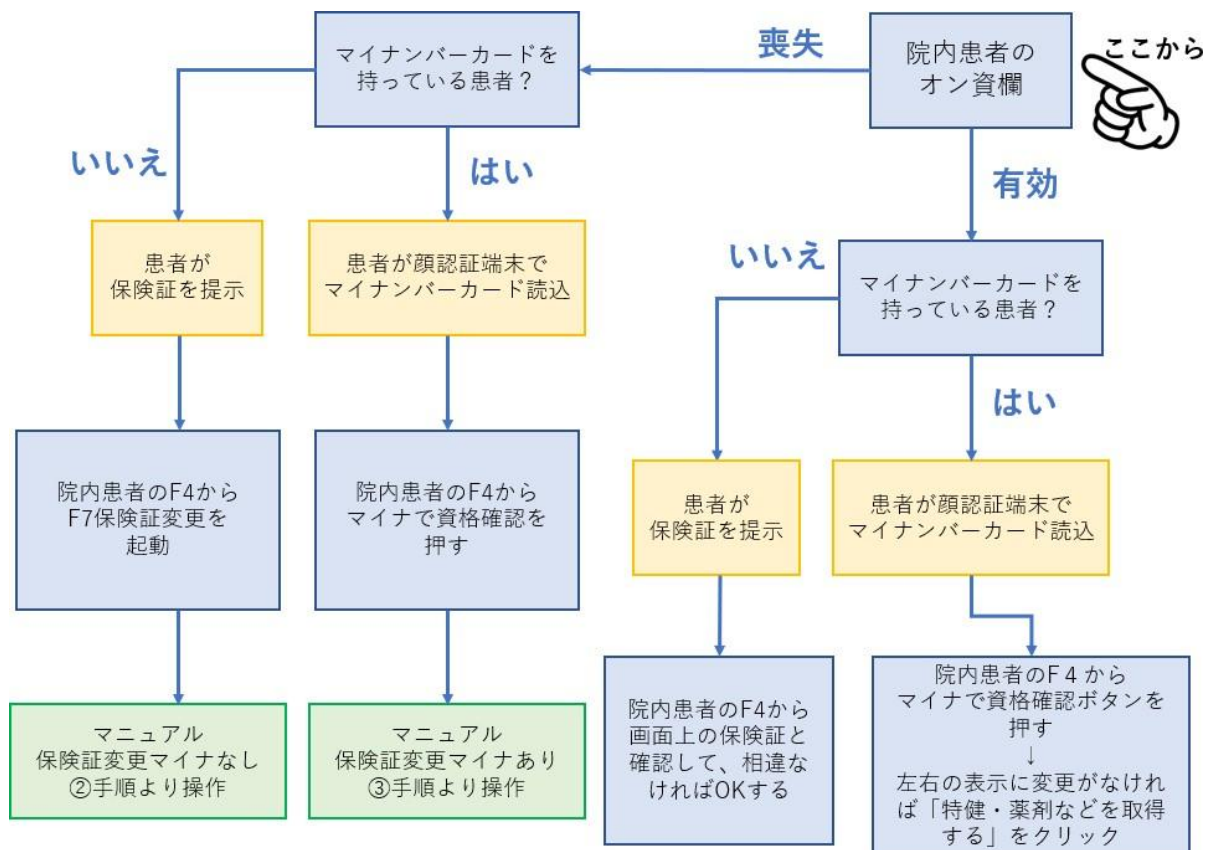 ここから
院内患者の
オン資欄
喪失
マイナンバーカードを
持っている患者？
いいえ
はい
有効
患者が
保険証を提示
患者が顔認証端末で
マイナンバーカード読込
いいえ
マイナンバーカードを
持っている患者？
はい
院内患者のF4から
F7保険証変更を
起動
院内患者のF4から
マイナで資格確認を
押す
患者が
保険証を提示
患者が顔認証端末で
マイナンバーカード読込
マニュアル
保険証変更マイナなし
②手順より操作
マニュアル
保険証変更マイナあり
③手順より操作
院内患者のF4から
画面上の保険証と
確認して、相違な
ければOKする
院内患者のF４から
マイナで資格確認ボタンを
押す
↓
左右の表示に変更がなけれ
ば「特健・薬剤などを取得
する」をクリック